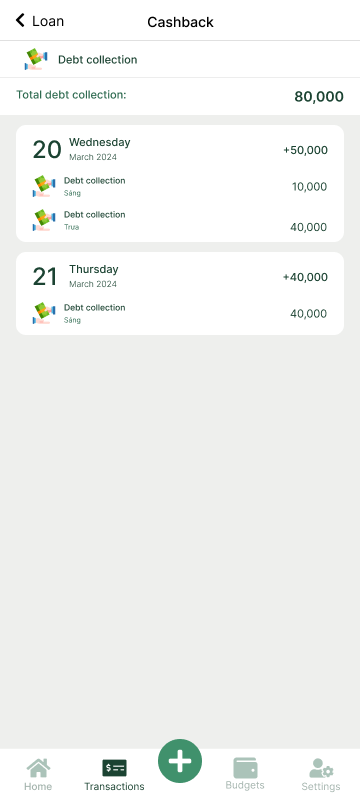 Loan
Cashback
Debt collection
Total debt collection:
80,000
20
Wednesday
March 2024
+50,000
Debt collection
Sáng
10,000
Debt collection
Trưa
40,000
21
Thursday
March 2024
+40,000
Debt collection
Sáng
40,000
Home
Transactions
Budgets
Settings